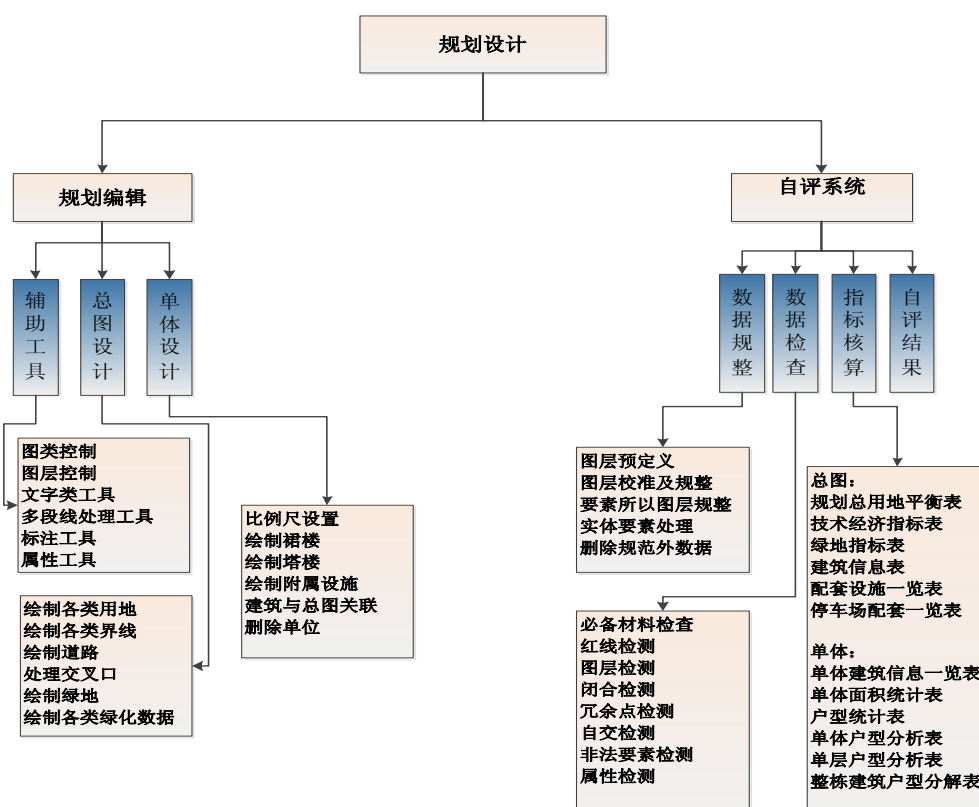 规划设计
规划编辑
自评系统
辅助工具
总图设计
单体设计
数据规整
数据检查
指标核算
自评结果
图类控制
图层控制
文字类工具
多段线处理工具
标注工具
属性工具
绘制各类用地
绘制各类界线
绘制道路
处理交叉口
绘制绿地
绘制各类绿化数据
比例尺设置
绘制裙楼
绘制塔楼
绘制附属设施
建筑与总图关联
删除单位
图层预定义
图层校准及规整
要素所以图层规整
实体要素处理
删除规范外数据
必备材料检查
红线检测
图层检测
闭合检测
冗余点检测
自交检测
非法要素检测
属性检测
总图：
规划总用地平衡表
技术经济指标表
绿地指标表
建筑信息表
配套设施一览表
停车场配套一览表
单体：
单体建筑信息一览表
单体面积统计表
户型统计表
单体户型分析表
单层户型分析表
整栋建筑户型分解表